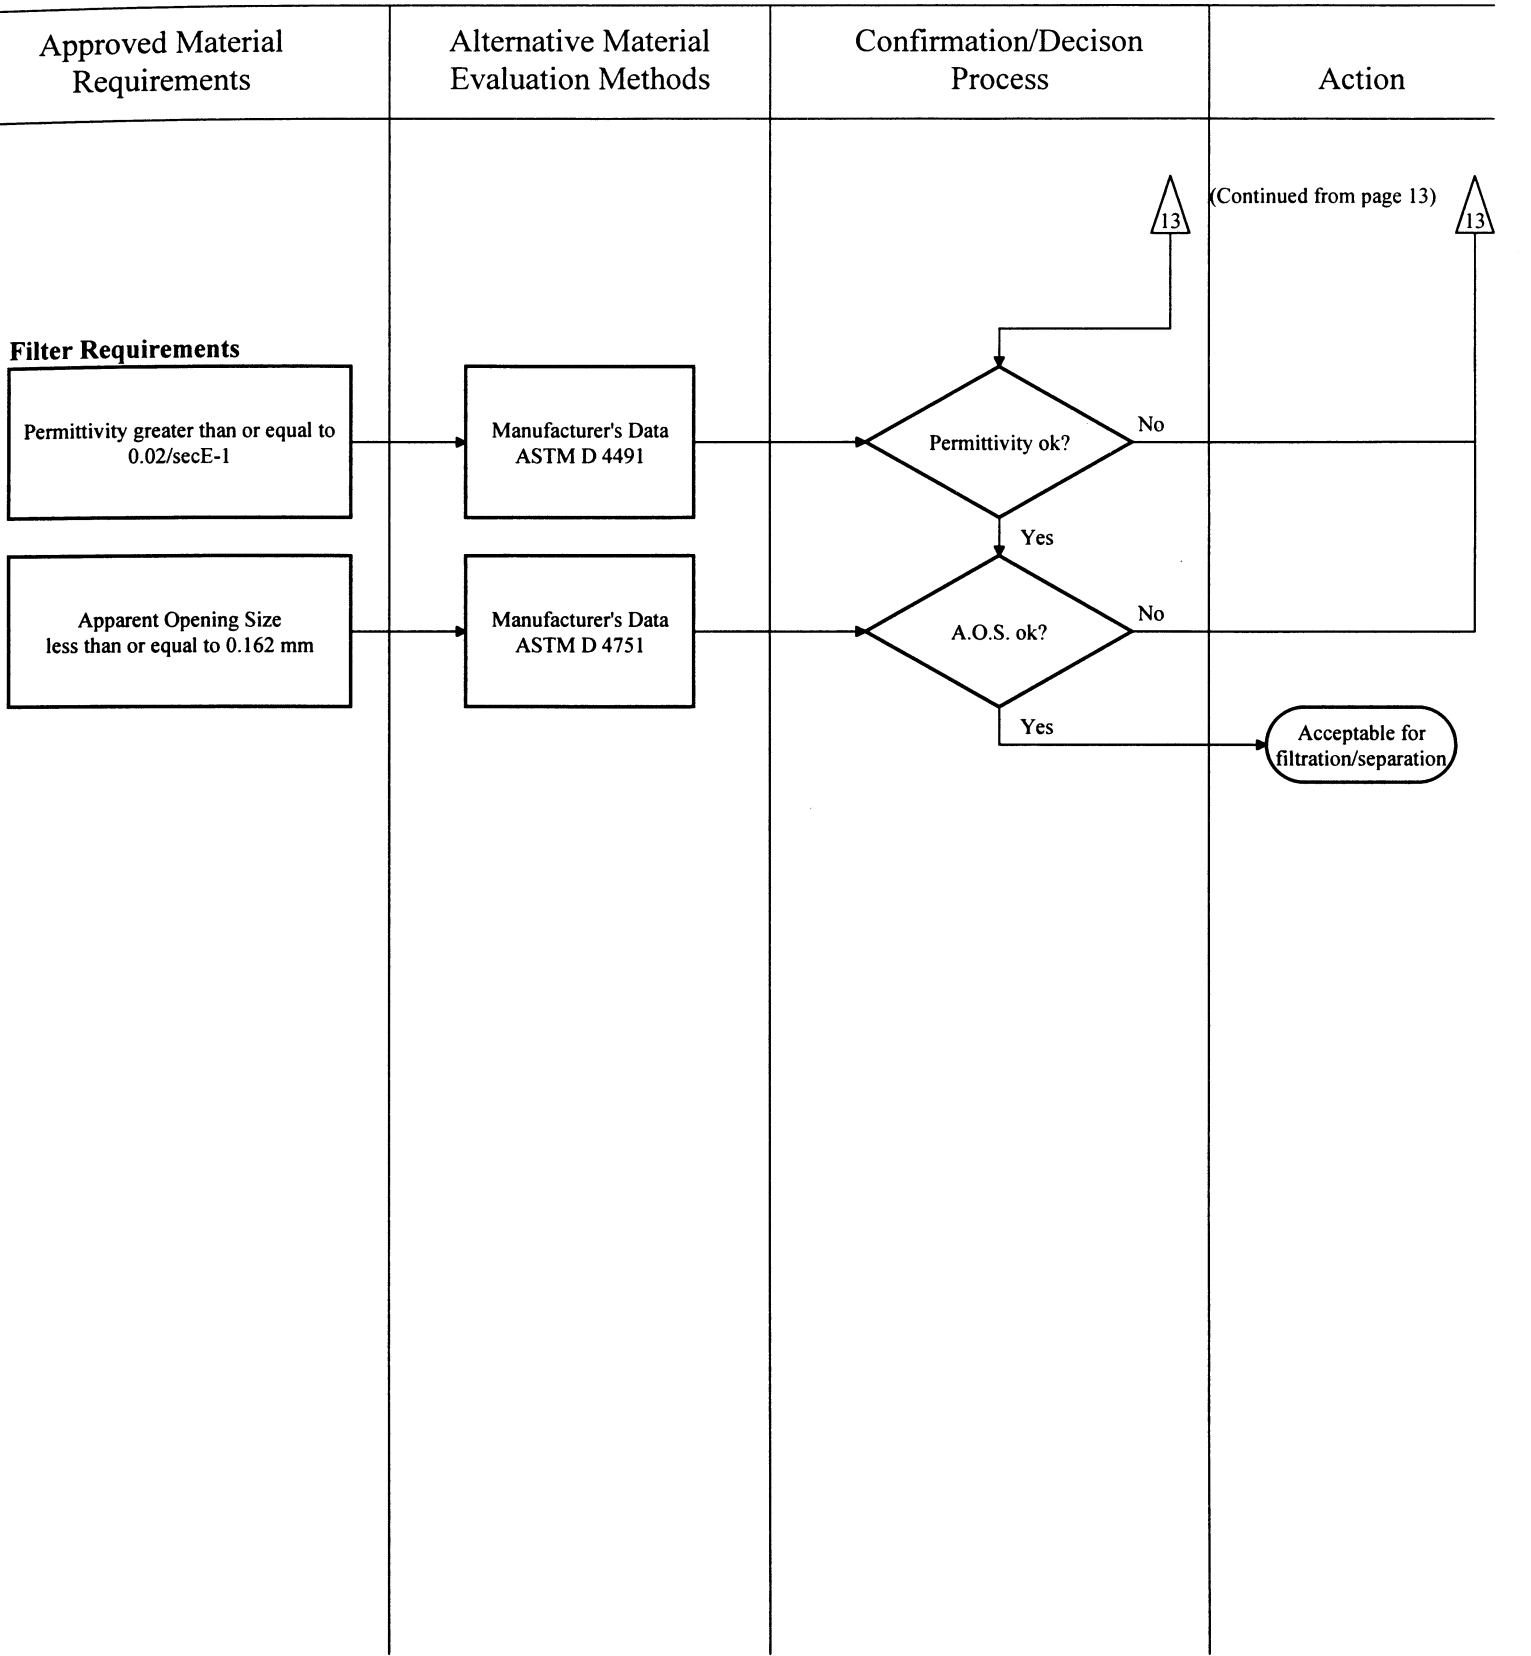 Approved Material
Requirements
Alternative Material
Evaluation Methods
Confirmation/Decison
Process
Action
13
(Continued from page 13)
13
Filter Requirements
Permittivity greater than or equal to
0.02/secE-1
Manufacturer's Data
ASTM D 4491
Permittivity ok?
No
Yes
Apparent Opening Size
less than or equal to 0.162 mm
Manufacturer's Data
ASTM D 4751
A.O.S. ok?
No
Yes
Acceptable for
filtration/separation